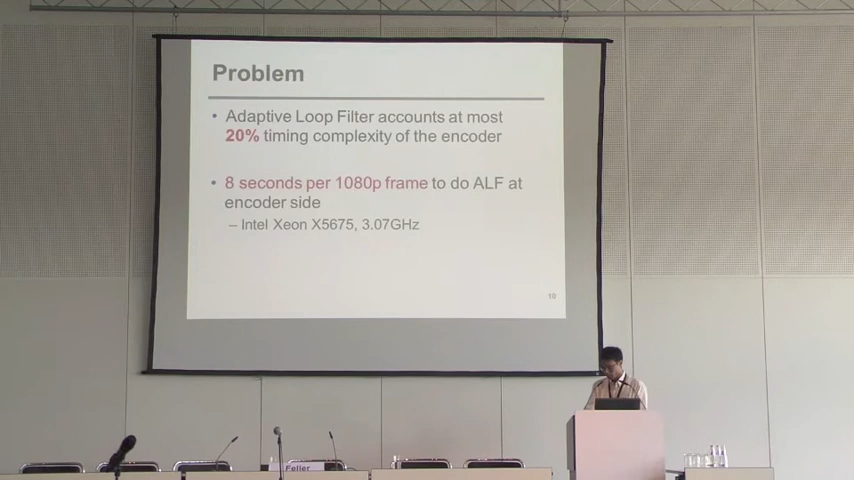 Problem
• Adaptive Loop Filter accounts at most
20% timing complexity of the encoder
• 8 seconds per 1080p frame to do ALF at
encoder side
– Intel Xeon X5675, 3.07GHz
10
Feller